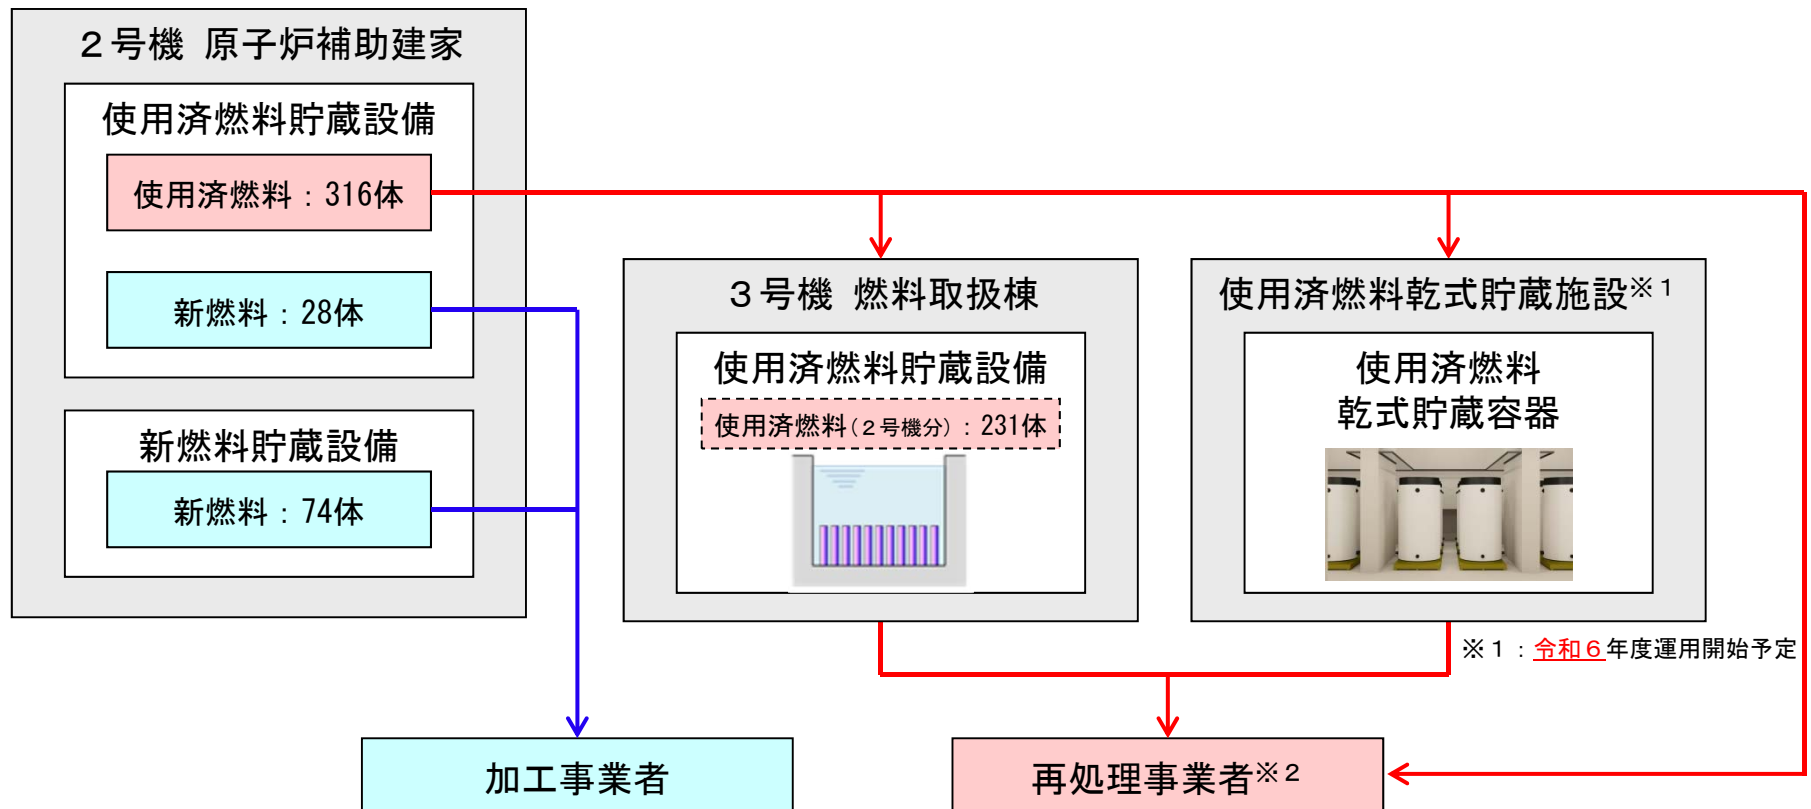 ２号機 原子炉補助建家
使用済燃料貯蔵設備
使用済燃料：316体
新燃料：28体
新燃料貯蔵設備
新燃料：74体
３号機 燃料取扱棟
使用済燃料貯蔵設備
使用済燃料(２号機分)：231体
使用済燃料乾式貯蔵施設※1
使用済燃料
乾式貯蔵容器
※１：令和６年度運用開始予定
加工事業者
再処理事業者※2